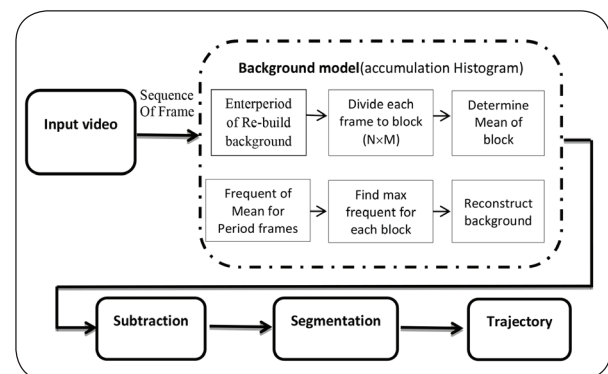 Background model(accumulation Histogram)
Input video
Sequence
Of Frame
Enterperiod
of Re-build
background
Divide each
frame to block
(N×M)
Determine
Mean of
block
Frequent of
Mean for
Period frames
Find max
frequent for
each block
Reconstruct
background
Subtraction
Segmentation
Trajectory